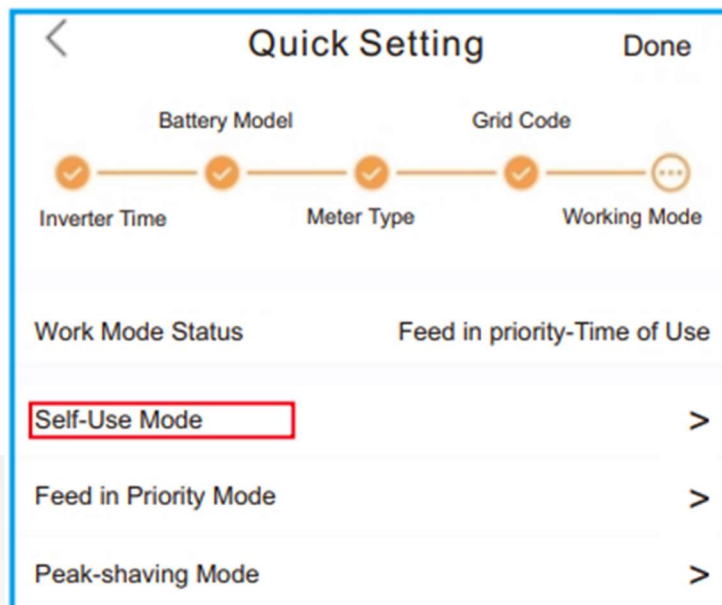 Quick Setting Done
Battery Model Grid Code
Inverter Time Meter Type Working Mode
Work Mode Status Feed in priority-Time of Use
Self-Use Mode >
Feed in Priority Mode >
Peak-shaving Mode >